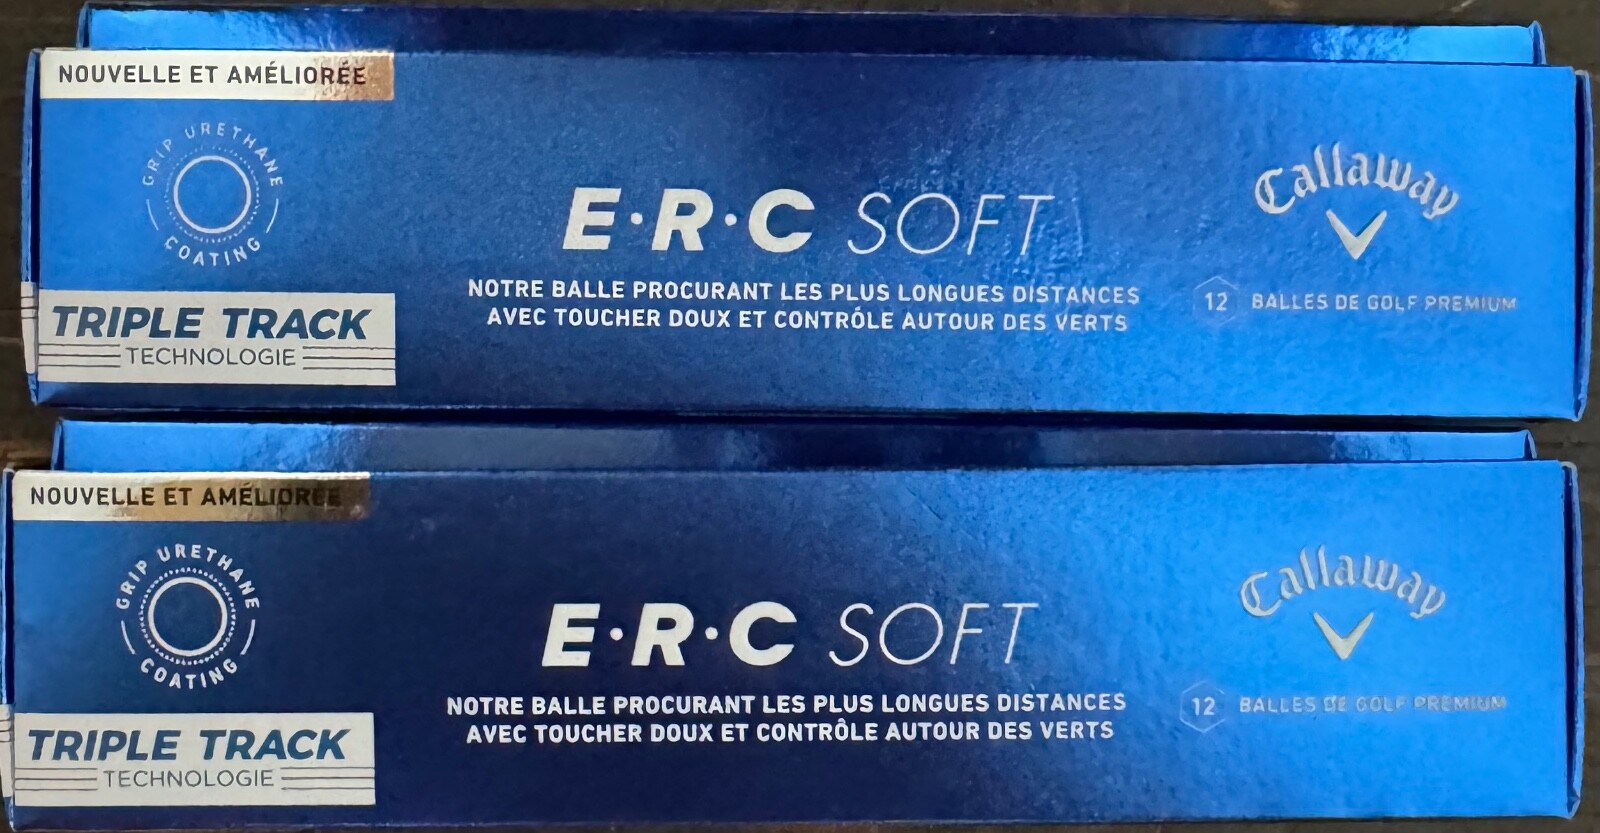 NOUVELLE ET AMÉLIORÉE
GRIP URETHANE
COATING
TRIPLE TRACK
TECHNOLOGIE
E·R·C SOFT
NOTRE BALLE PROCURANT LES PLUS LONGUES DISTANCES
AVEC TOUCHER DOUX ET CONTRÔLE AUTOUR DES VERTS
Callaway
12 BALLES DE GOLF PREMIUM
NOUVELLE ET AMÉLIORÉE
GRIP URETHANE
COATING
TRIPLE TRACK
TECHNOLOGIE
E·R·C SOFT
NOTRE BALLE PROCURANT LES PLUS LONGUES DISTANCES
AVEC TOUCHER DOUX ET CONTRÔLE AUTOUR DES VERTS
Callaway
12 BALLES DE GOLF PREMIUM